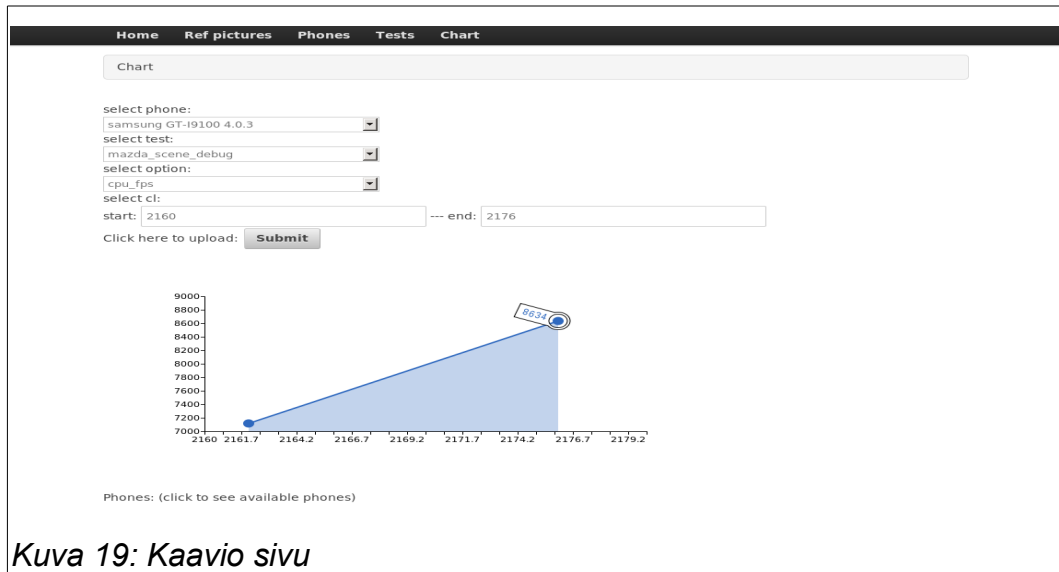 Home Ref pictures Phones Tests Chart
Chart
select phone:
samsung GT-I9100 4.0.3
select test:
mazda_scene_debug
select option:
cpu_fps
select cl:
start: 2160 --- end: 2176
Click here to upload: Submit
9000
8800
8600
8400
8200
8000
7800
7600
7400
7200
7000
8634
2160 2161.7 2164.2 2166.7 2169.2 2171.7 2174.2 2176.7 2179.2
Phones: (click to see available phones)
Kuva 19: Kaavio sivu